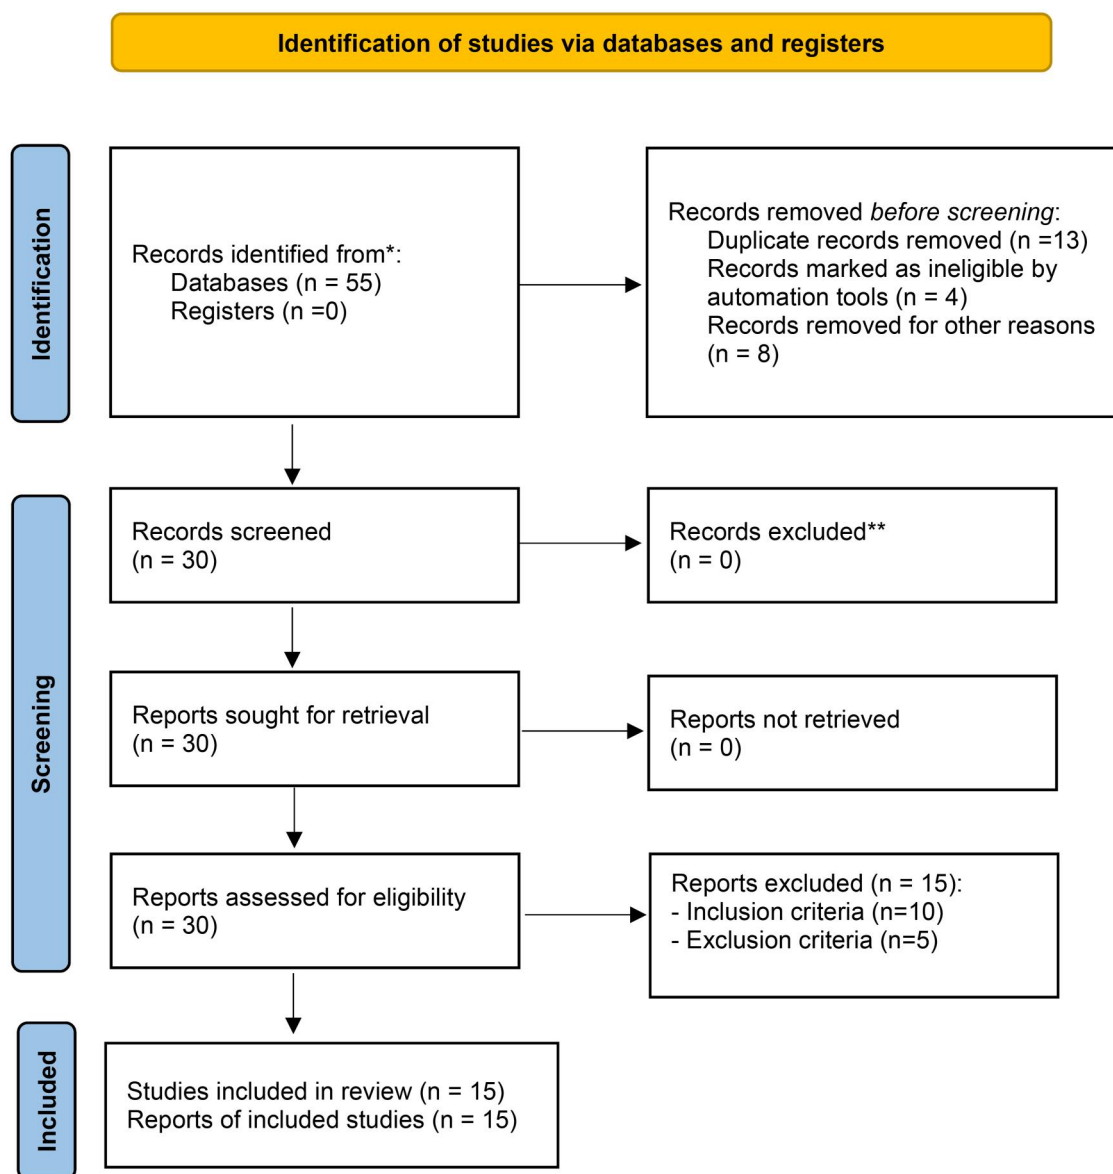 Identification of studies via databases and registers
Identification
Records identified from*:
Databases (n = 55)
Registers (n =0)
Records removed before screening:
Duplicate records removed (n =13)
Records marked as ineligible by
automation tools (n = 4)
Records removed for other reasons
(n = 8)
Screening
Records screened
(n = 30)
Records excluded**
(n = 0)
Reports sought for retrieval
(n = 30)
Reports not retrieved
(n = 0)
Reports assessed for eligibility
(n = 30)
Reports excluded (n = 15):
- Inclusion criteria (n=10)
- Exclusion criteria (n=5)
Included
Studies included in review (n = 15)
Reports of included studies (n = 15)